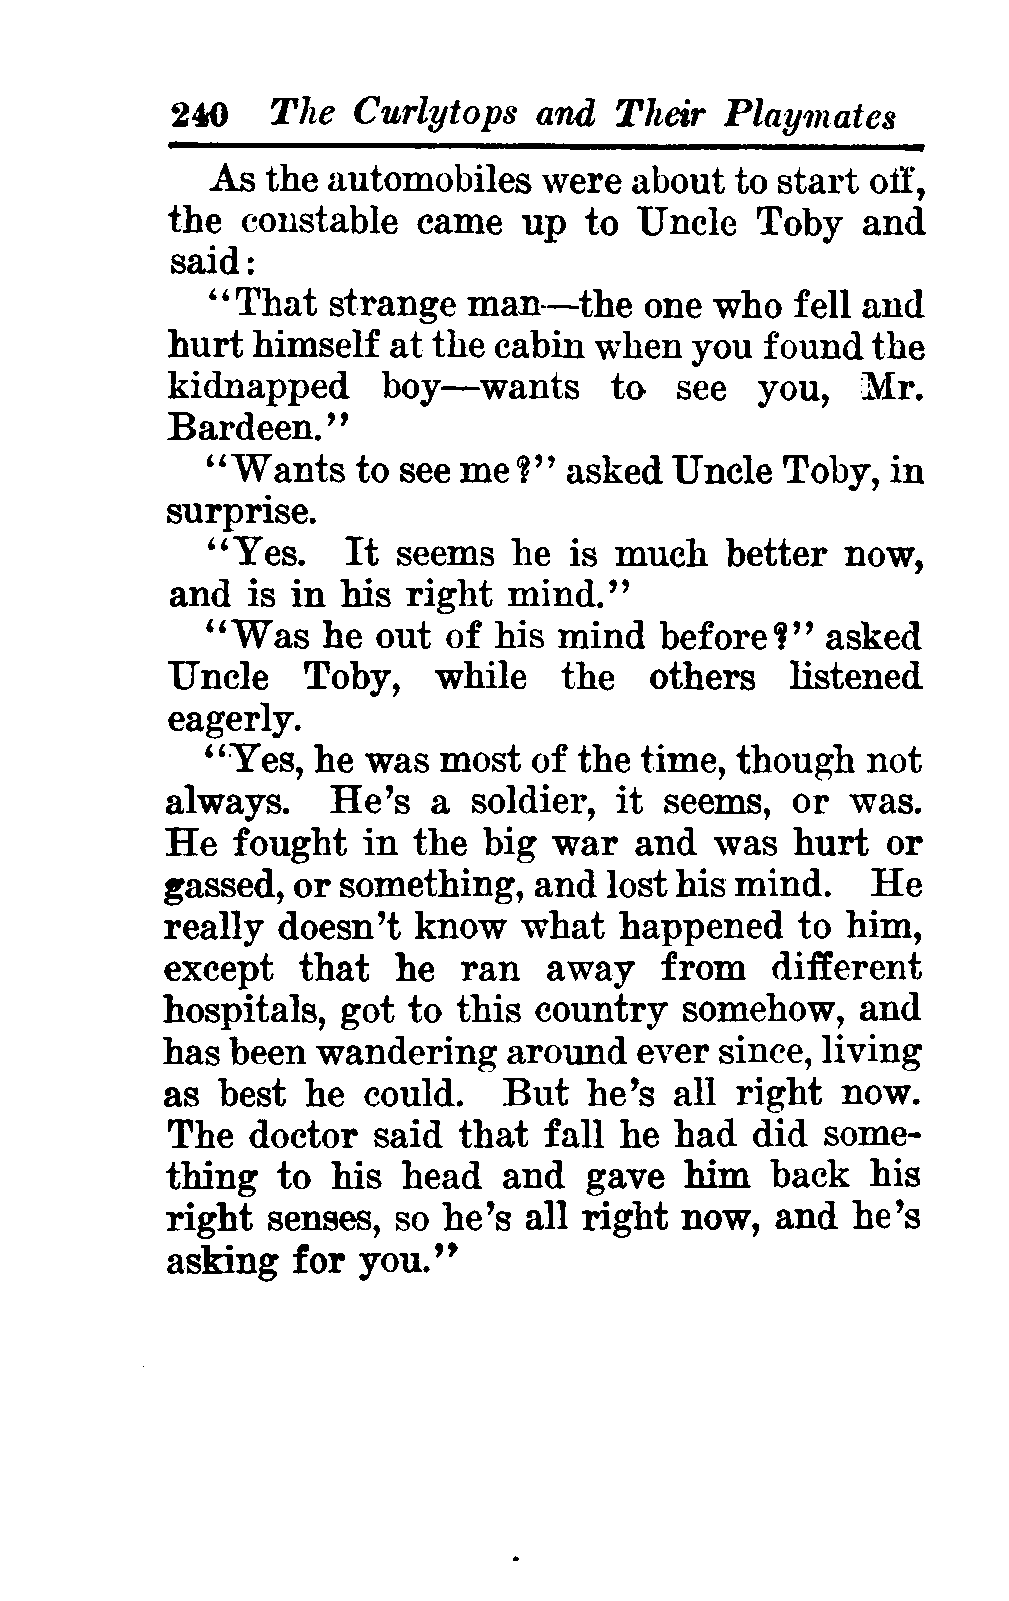 240 The Curlytops and Their Playmates
As the automobiles were about to start off,
the constable came up to Uncle Toby and
said:
“That strange man—the one who fell and
hurt himself at the cabin when you found the
kidnapped boy—wants to see you, Mr.
Bardeen.”
“Wants to see me?” asked Uncle Toby, in
surprise.
“Yes. It seems he is much better now,
and is in his right mind.”
“Was he out of his mind before?” asked
Uncle Toby, while the others listened
eagerly.
“Yes, he was most of the time, though not
always. He’s a soldier, it seems, or was.
He fought in the big war and was hurt or
gassed, or something, and lost his mind. He
really doesn’t know what happened to him,
except that he ran away from different
hospitals, got to this country somehow, and
has been wandering around ever since, living
as best he could. But he’s all right now.
The doctor said that fall he had did some-
thing to his head and gave him back his
right senses, so he’s all right now, and he’s
asking for you.”